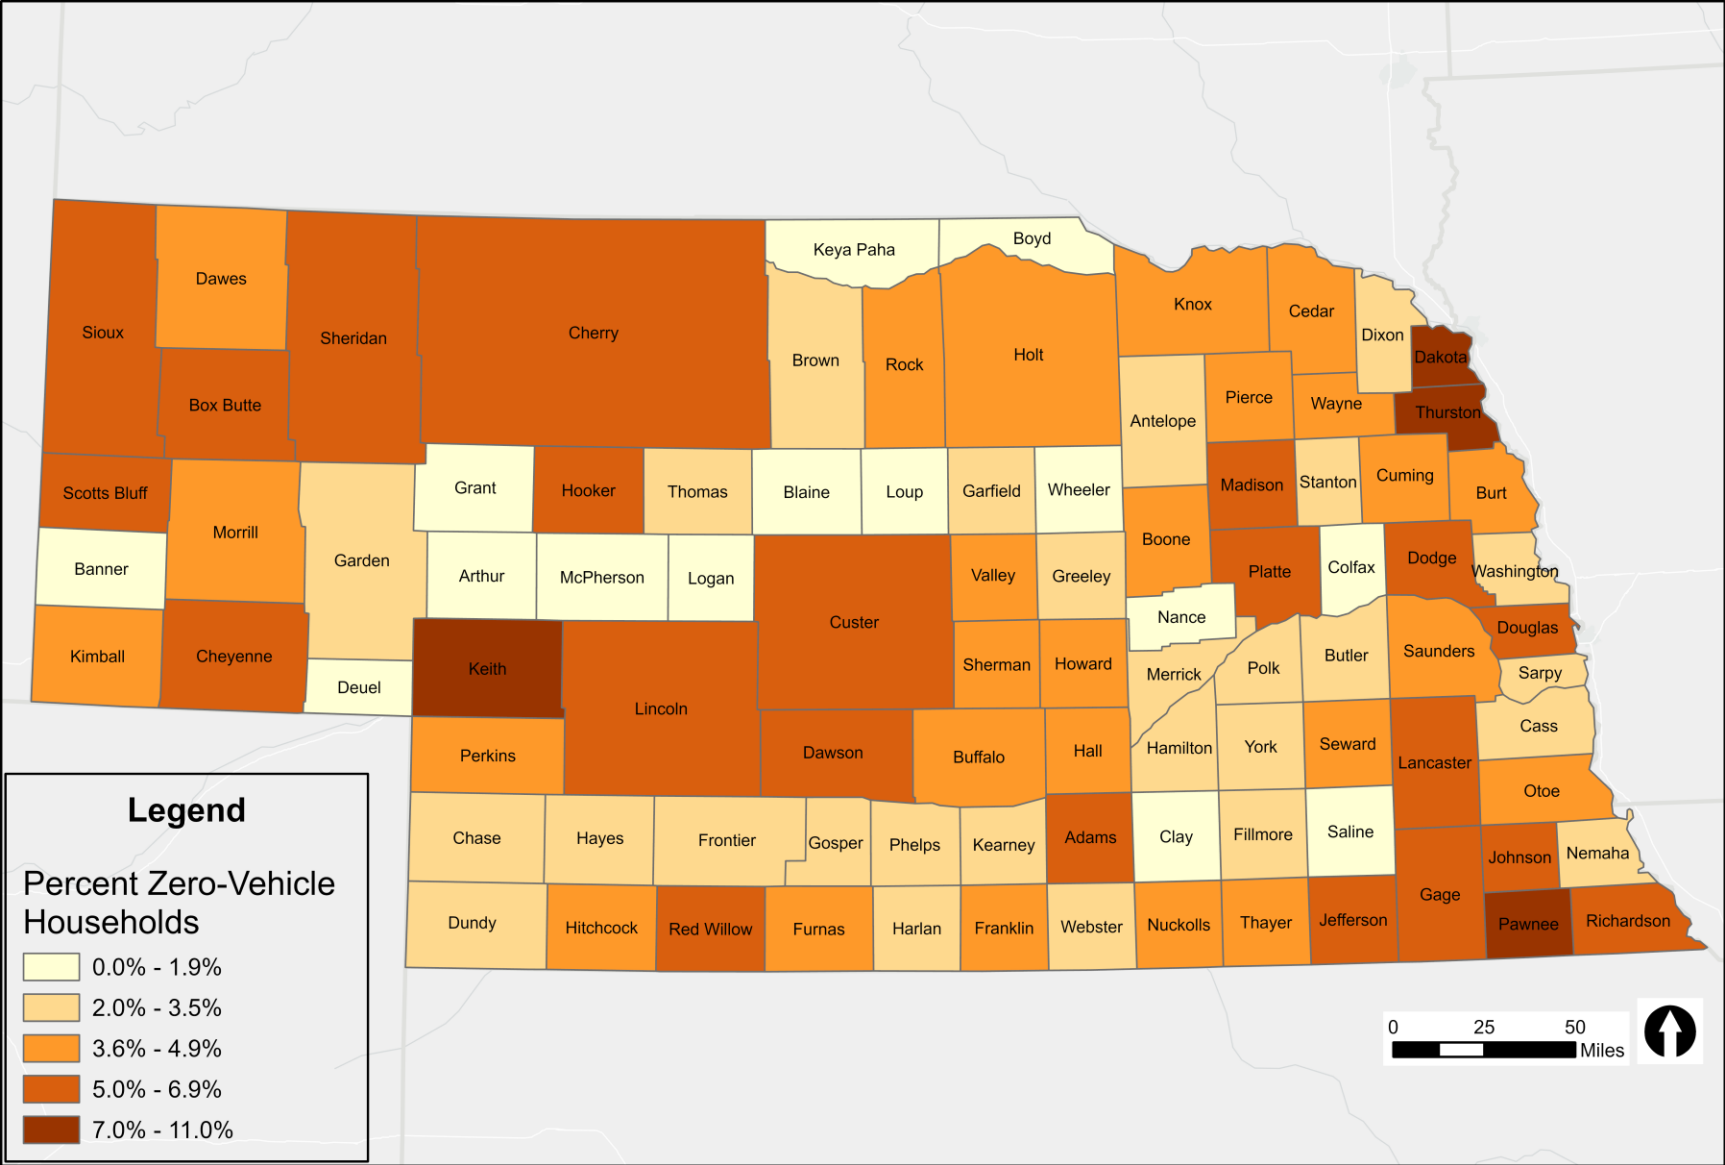 Keya Paha
Boyd
Dawes
Knox
Cedar
Sioux
Sheridan
Cherry
Dixon
Brown
Rock
Holt
Dakota
Box Butte
Pierce
Wayne
Thurston
Antelope
Scotts Bluff
Grant
Hooker
Thomas
Blaine
Loup
Garfield
Wheeler
Madison
Stanton
Cuming
Burt
Morrill
Boone
Banner
Garden
Arthur
McPherson
Logan
Valley
Greeley
Platte
Colfax
Dodge
Washington
Nance
Custer
Douglas
Kimball
Cheyenne
Keith
Sherman
Howard
Merrick
Polk
Butler
Saunders
Sarpy
Deuel
Lincoln
Perkins
Dawson
Buffalo
Hall
Hamilton
York
Seward
Cass
Lancaster
Otoe
Chase
Hayes
Frontier
Gosper
Phelps
Kearney
Adams
Clay
Fillmore
Saline
Johnson
Nemaha
Dundy
Hitchcock
Red Willow
Furnas
Harlan
Franklin
Webster
Nuckolls
Thayer
Jefferson
Gage
Pawnee
Richardson
Legend
Percent Zero-Vehicle
Households
0.0% - 1.9%
2.0% - 3.5%
3.6% - 4.9%
5.0% - 6.9%
7.0% - 11.0%
0 25 50
Miles